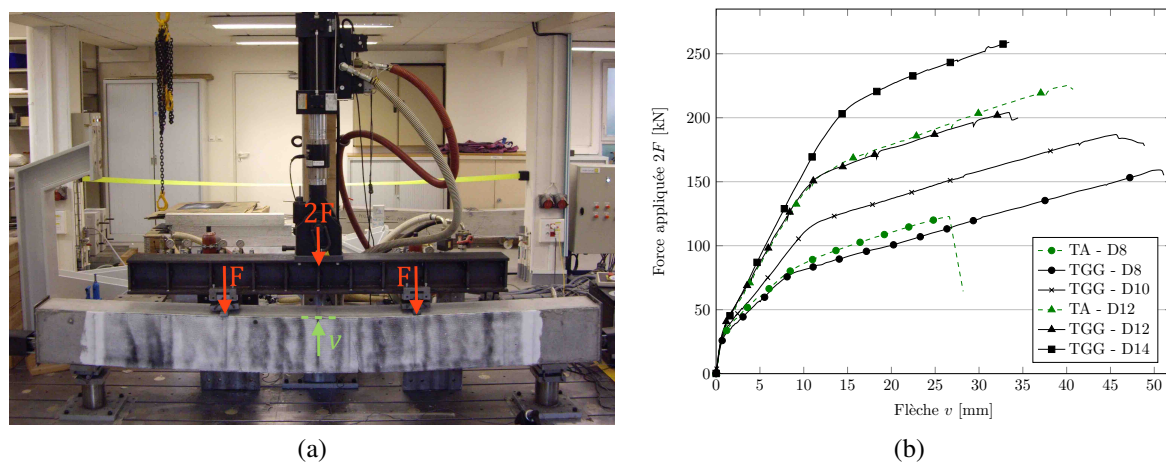 2F
F
F
v
(a)
Force appliquée 2F [kN]
250
200
150
100
50
0
0
5
10
15
20
25
30
35
40
45
50
Flèche v [mm]
TA - D8
TGG - D8
TGG - D10
TA - D12
TGG - D12
TGG - D14
(b)